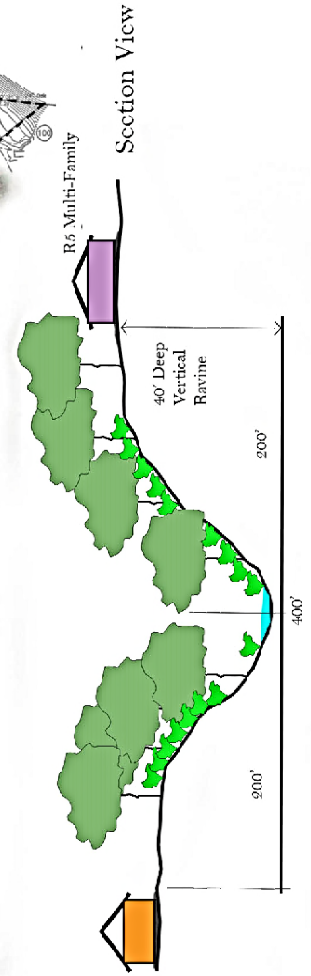 Section View
R5 Multi-Family
40' Deep
Vertical
Ravine
200'
200'
400'